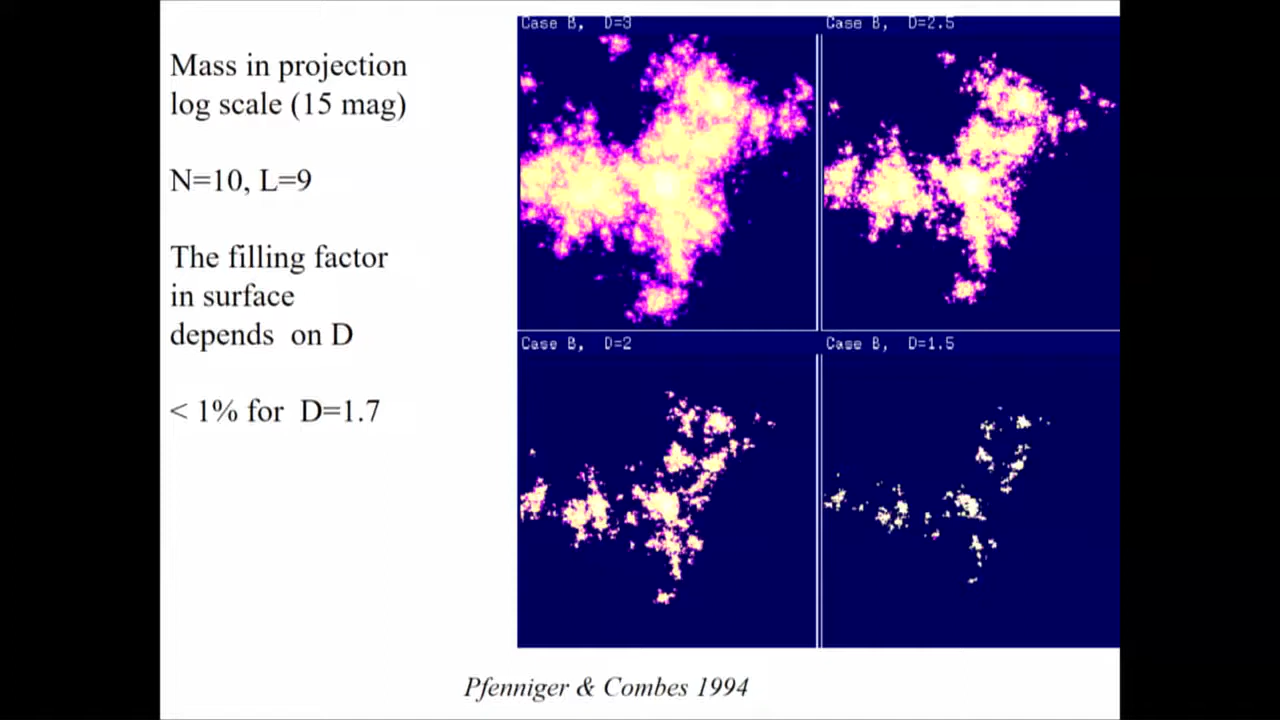 Mass in projection
log scale (15 mag)
N=10, L=9
The filling factor
in surface
depends on D
< 1% for D=1.7
Case B, D=3
Case B, D=2.5
Case B, D=2
Case B, D=1.5
Pfenniger & Combes 1994